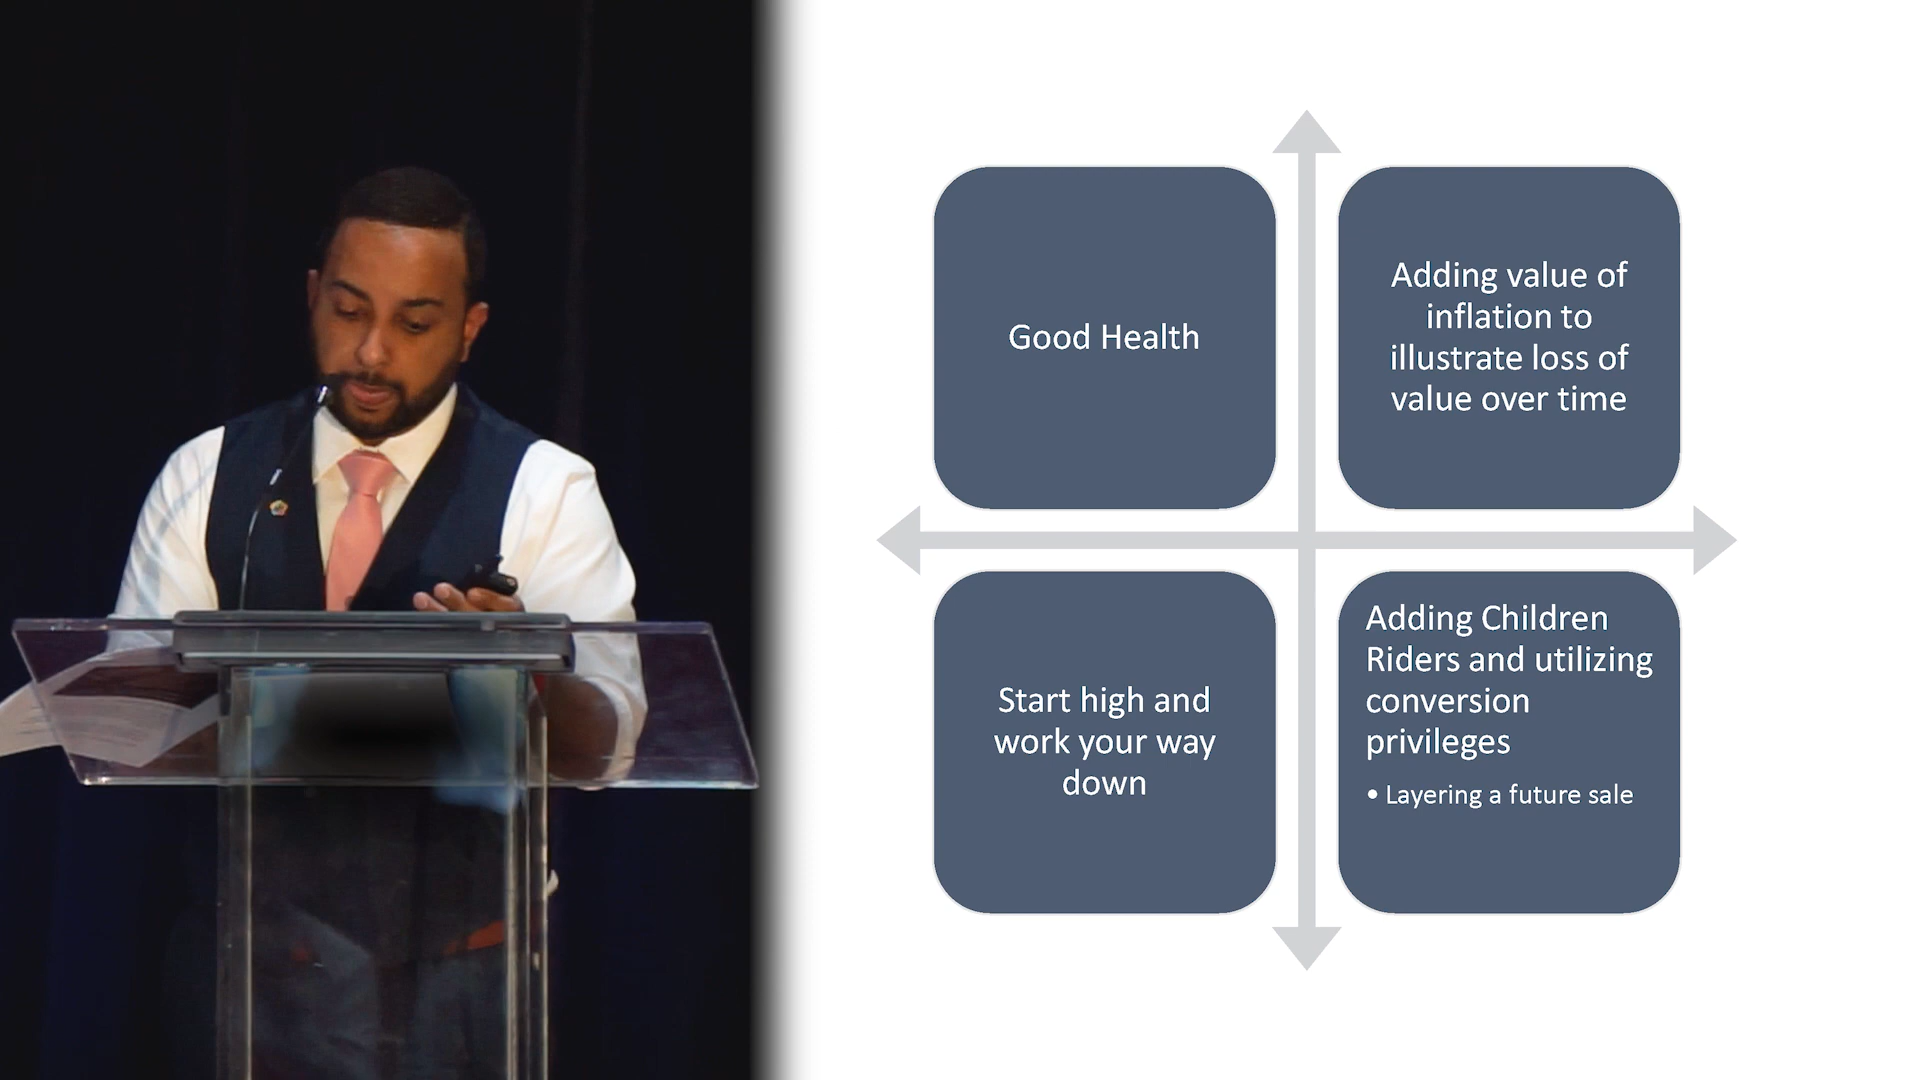 Good Health
Adding value of
inflation to
illustrate loss of
value over time
Start high and
work your way
down
Adding Children
Riders and utilizing
conversion
privileges
• Layering a future sale